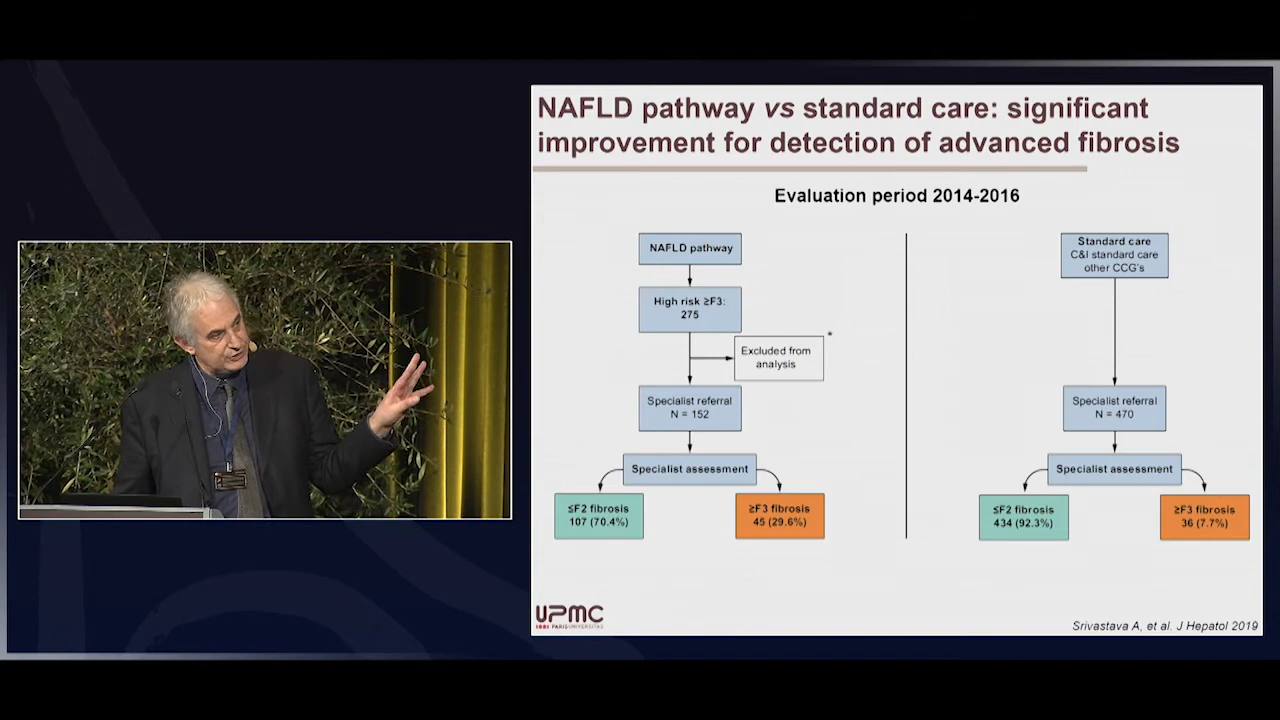 NAFLD pathway vs standard care: significant
improvement for detection of advanced fibrosis
Evaluation period 2014-2016
NAFLD pathway
High risk ≥F3:
275
*
Excluded from
analysis
Specialist referral
N = 152
Specialist assessment
≤F2 fibrosis
107 (70.4%)
≥F3 fibrosis
45 (29.6%)
Standard care
C&I standard care
other CCG's
Specialist referral
N = 470
Specialist assessment
≤F2 fibrosis
434 (92.3%)
≥F3 fibrosis
36 (7.7%)
UPMC
PARISUNIVERSITAS
Srivastava A, et al. J Hepatol 2019